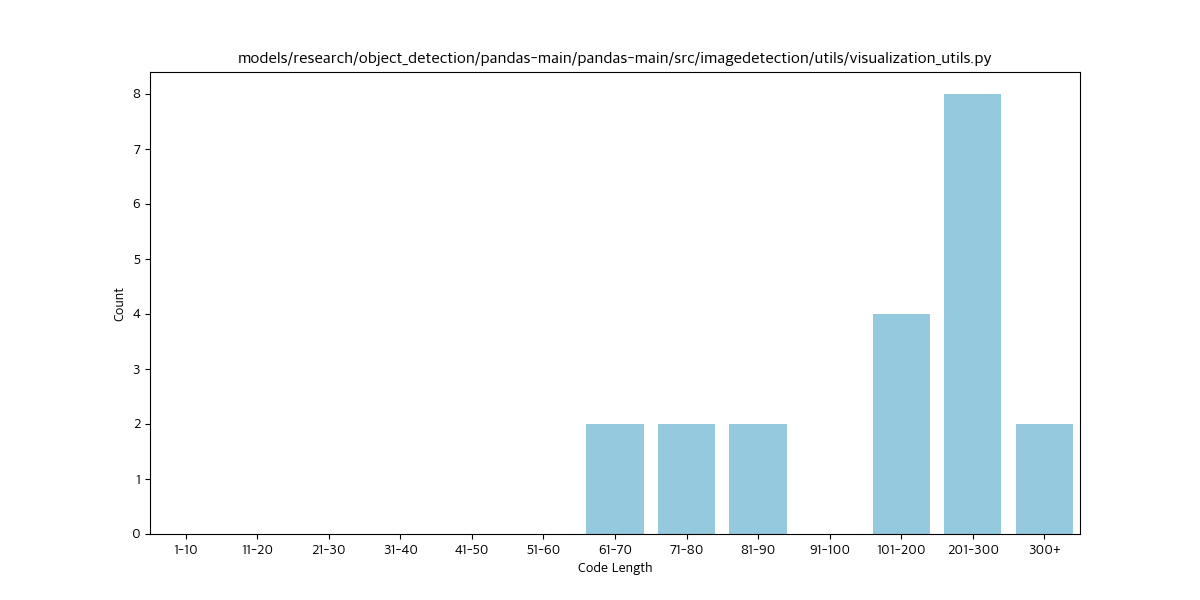 models/research/object_detection/pandas-main/pandas-main/src/imagedetection/utils/visualization_utils.py
8
7
6
5
4
3
2
1
0
Count
1-10 11-20 21-30 31-40 41-50 51-60 61-70 71-80 81-90 91-100 101-200 201-300 300+
Code Length